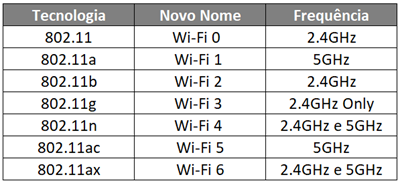 Tecnologia Novo Nome Frequência
802.11 Wi-Fi 0 2.4GHz
802.11a Wi-Fi 1 5GHz
802.11b Wi-Fi 2 2.4GHz
802.11g Wi-Fi 3 2.4GHz Only
802.11n Wi-Fi 4 2.4GHz e 5GHz
802.11ac Wi-Fi 5 5GHz
802.11ax Wi-Fi 6 2.4GHz e 5GHz